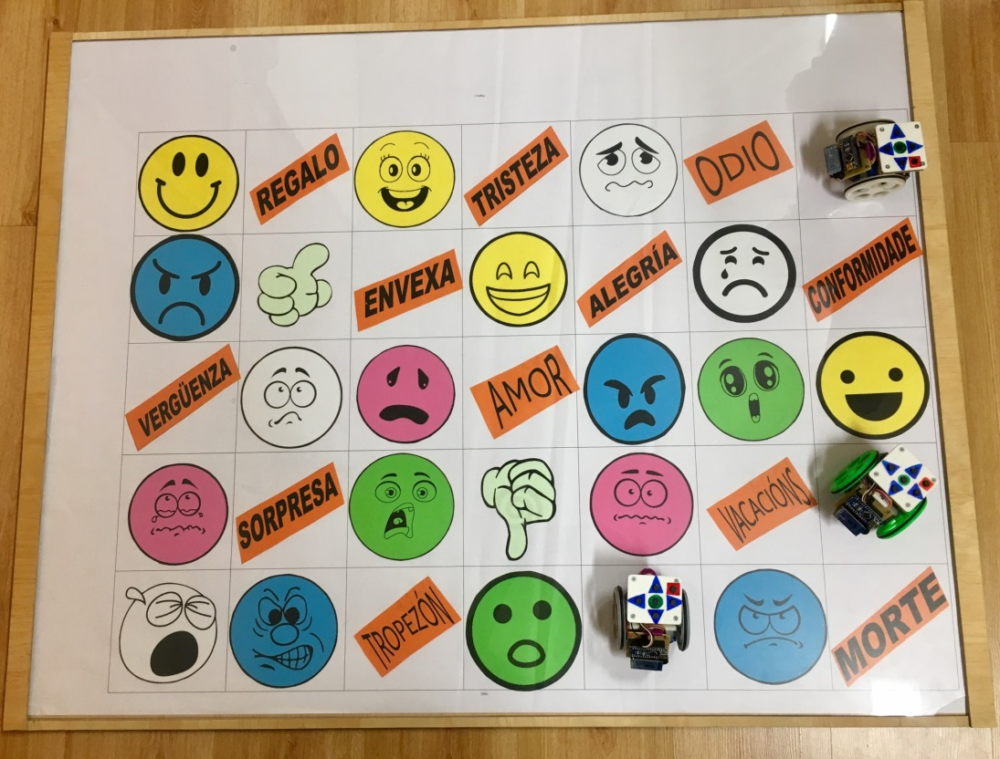 REGALO
TRISTEZA
ODIO
ENVEXA
ALEGRÍA
CONFORMIDADE
VERGÜENZA
AMOR
SORPRESA
VACACIÓNS
TROPEZÓN
MORTE